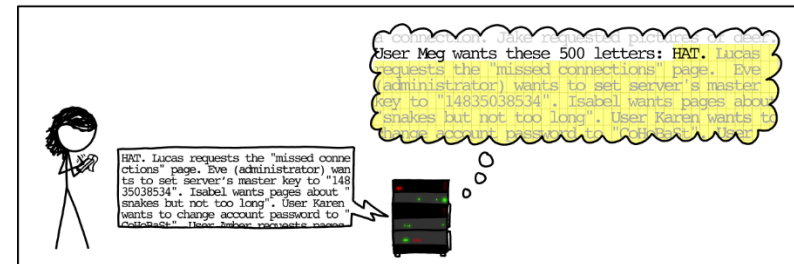 a connection. Jake requested pictures of deer.
User Meg wants these 500 letters: HAT. Lucas
requests the "missed connections" page. Eve
(administrator) wants to set server's master
key to "14835038534". Isabel wants pages about
"snakes but not too long". User Karen wants to
change account password to "CoHoBaSt". User
HAT. Lucas requests the "missed conne
ctions" page. Eve (administrator) wan
ts to set server's master key to "148
35038534". Isabel wants pages about "
snakes but not too long". User Karen
wants to change account password to "
CoHoBaSt". User Amber requests pages